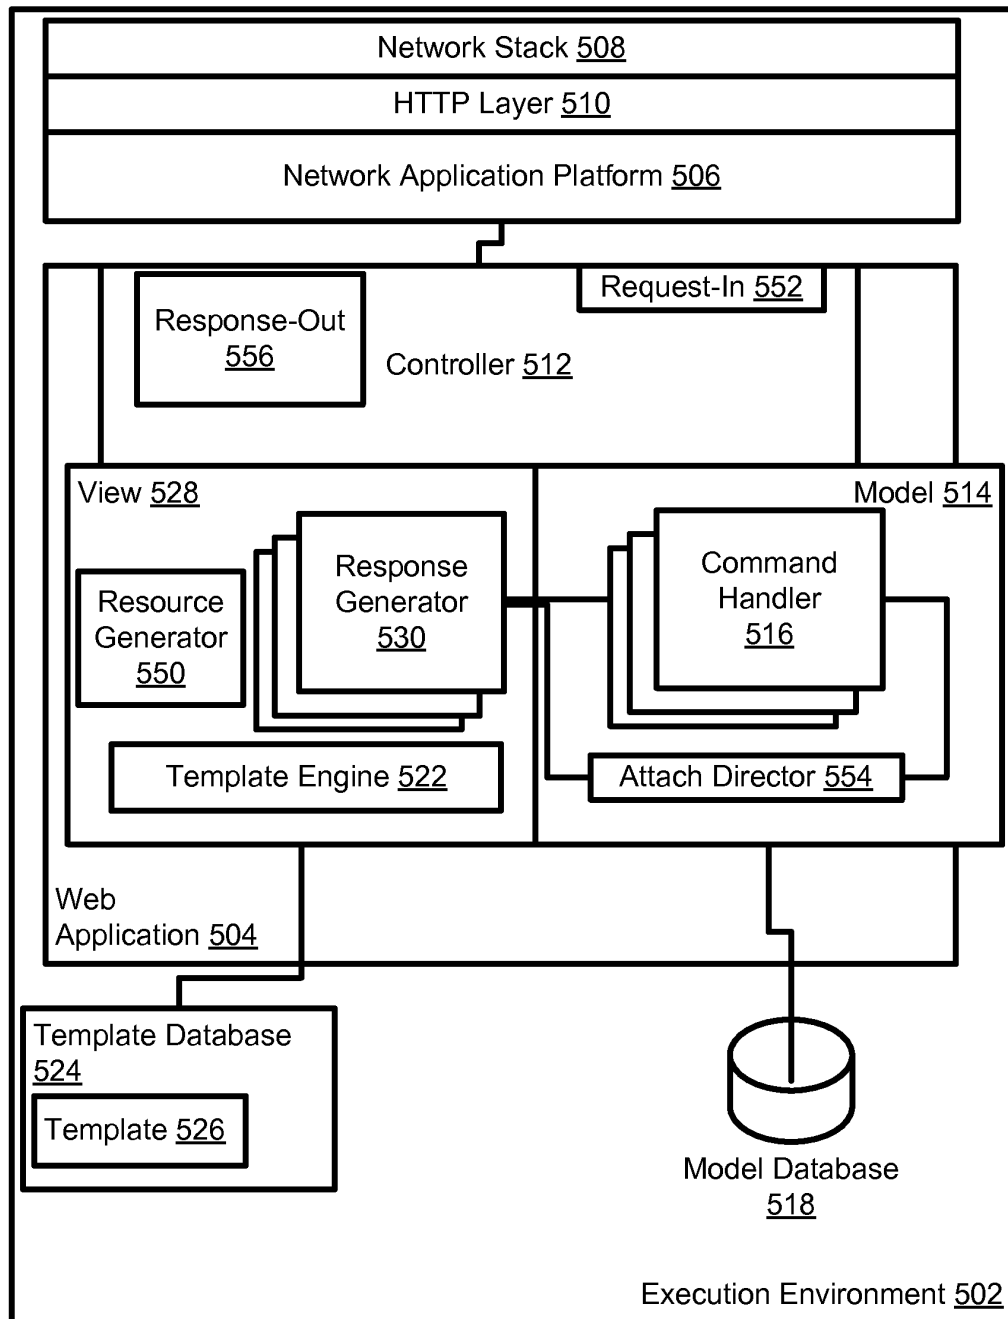 Network Stack 508
HTTP Layer 510
Network Application Platform 506
Request-In 552
Response-Out
556
Controller 512
View 528
Model 514
Resource
Generator
550
Response
Generator
530
Command
Handler
516
Template Engine 522
Attach Director 554
Web
Application 504
Template Database
524
Template 526
Model Database
518
Execution Environment 502